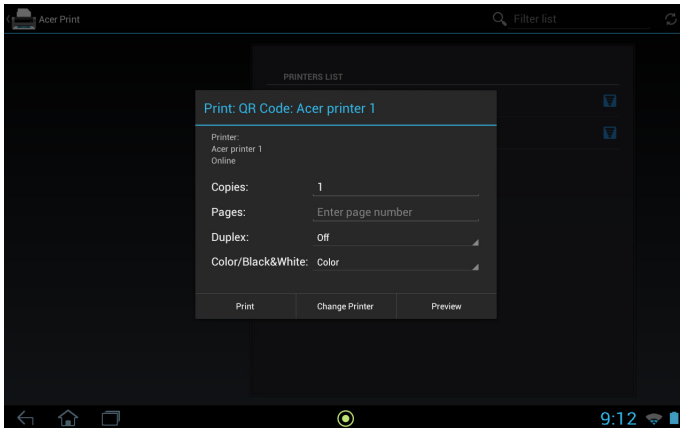 Acer Print
Filter list
PRINTERS LIST
Print: QR Code: Acer printer 1
Printer:
Acer printer 1
Online
Copies: 1
Pages: Enter page number
Duplex: Off
Color/Black&White: Color
Print Change Printer Preview
9:12